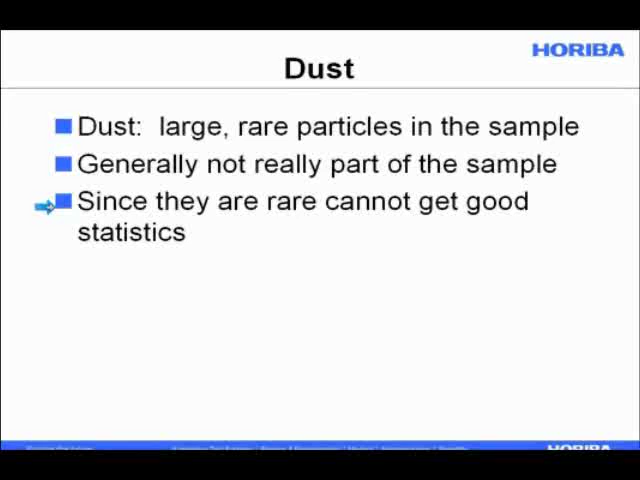 HORIBA
Dust
Dust: large, rare particles in the sample
Generally not really part of the sample
Since they are rare cannot get good
statistics
HORIBA